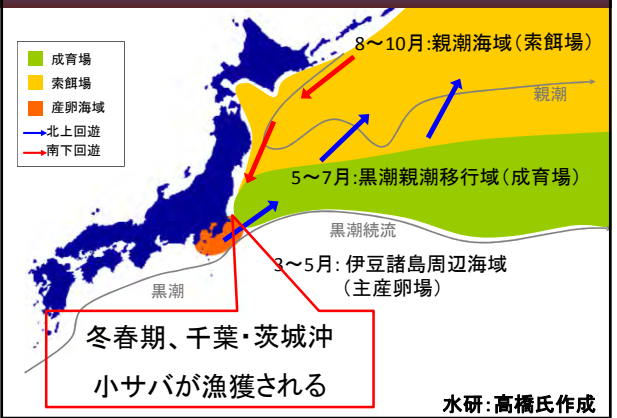 成育場
索餌場
産卵海域
北上回遊
南下回遊
8～10月:親潮海域(索餌場)
親潮
5～7月:黒潮親潮移行域(成育場)
黒潮続流
3～5月: 伊豆諸島周辺海域
(主産卵場)
黒潮
冬春期、千葉・茨城沖
小サバが漁獲される
水研:高橋氏作成